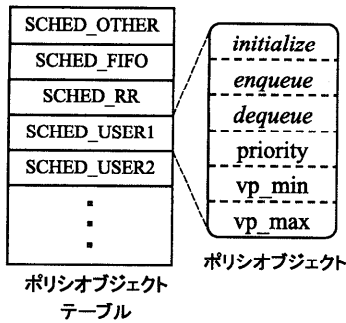 SCHED_OTHER
SCHED_FIFO
SCHED_RR
SCHED_USER1
SCHED_USER2
ポリシオブジェクト
テーブル
initialize
enqueue
dequeue
priority
vp_min
vp_max
ポリシオブジェクト